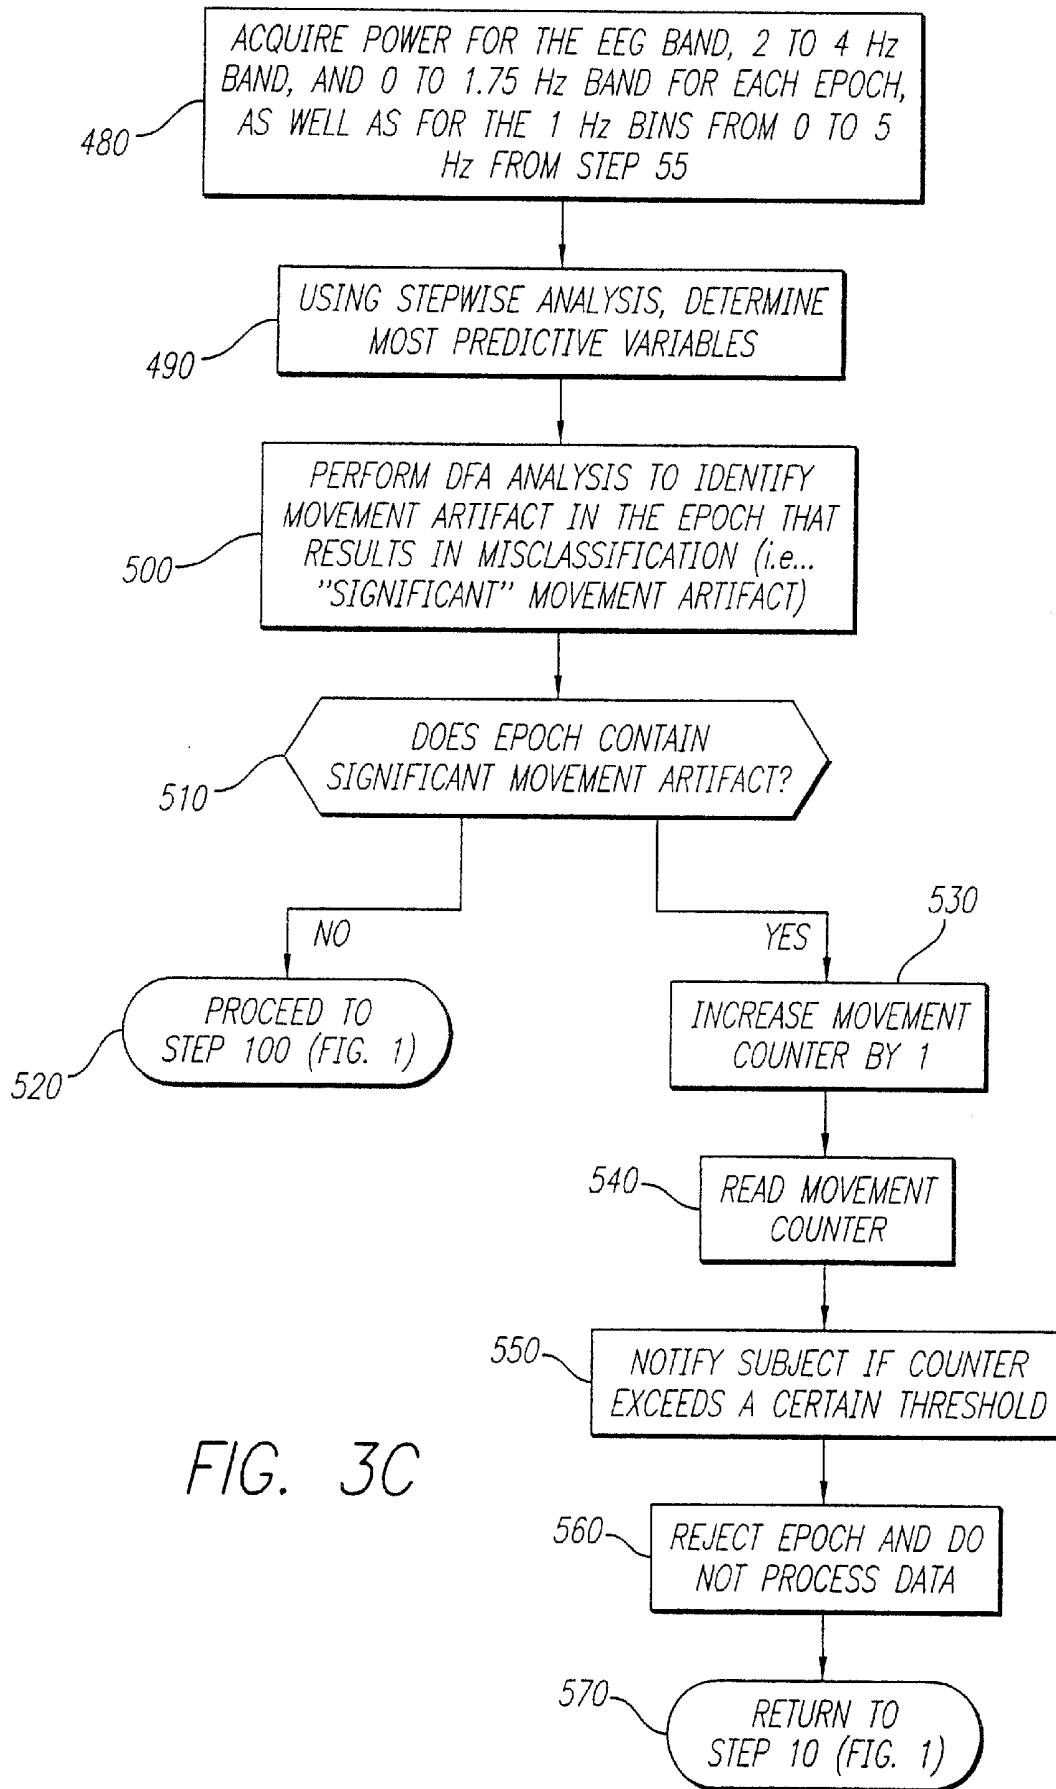 ACQUIRE POWER FOR THE EEG BAND, 2 TO 4 Hz
BAND, AND 0 TO 1.75 Hz BAND FOR EACH EPOCH,
AS WELL AS FOR THE 1 Hz BINS FROM 0 TO 5
Hz FROM STEP 55
480
USING STEPWISE ANALYSIS, DETERMINE
MOST PREDICTIVE VARIABLES
490
PERFORM DFA ANALYSIS TO IDENTIFY
MOVEMENT ARTIFACT IN THE EPOCH THAT
RESULTS IN MISCLASSIFICATION (i.e...
"SIGNIFICANT" MOVEMENT ARTIFACT)
500
DOES EPOCH CONTAIN
SIGNIFICANT MOVEMENT ARTIFACT?
510
NO
YES
PROCEED TO
STEP 100 (FIG. 1)
520
530
INCREASE MOVEMENT
COUNTER BY 1
540
READ MOVEMENT
COUNTER
550
NOTIFY SUBJECT IF COUNTER
EXCEEDS A CERTAIN THRESHOLD
FIG. 3C
560
REJECT EPOCH AND DO
NOT PROCESS DATA
570
RETURN TO
STEP 10 (FIG. 1)